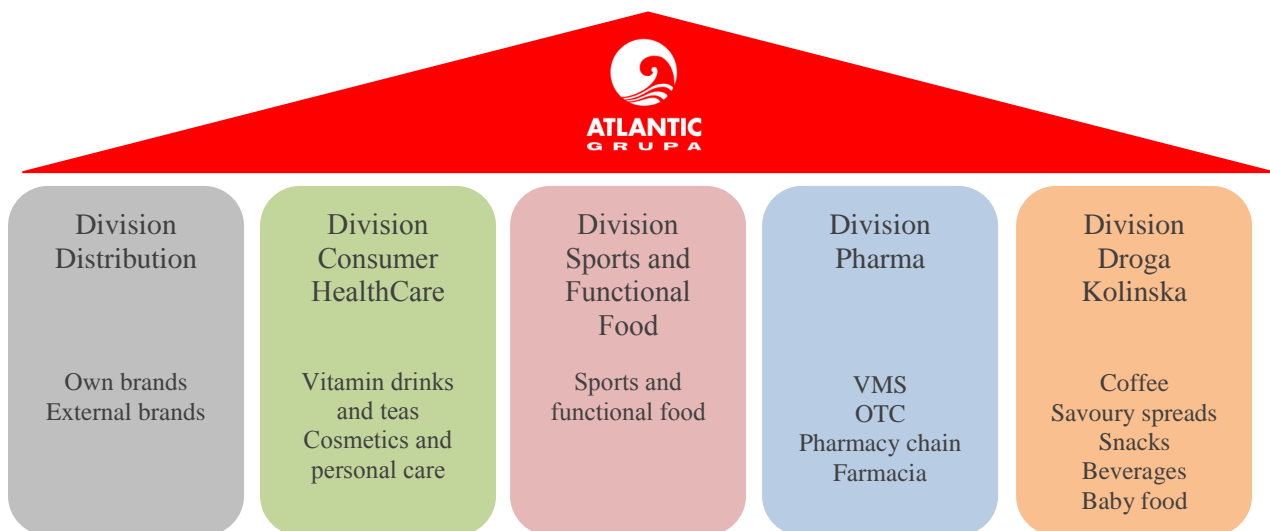 ATLANTIC
GRUPA
Division
Distribution
Own brands
External brands
Division
Consumer
HealthCare
Vitamin drinks
and teas
Cosmetics and
personal care
Division
Sports and
Functional
Food
Sports and
functional food
Division
Pharma
VMS
OTC
Pharmacy chain
Farmacia
Division
Droga
Kolinska
Coffee
Savoury spreads
Snacks
Beverages
Baby food